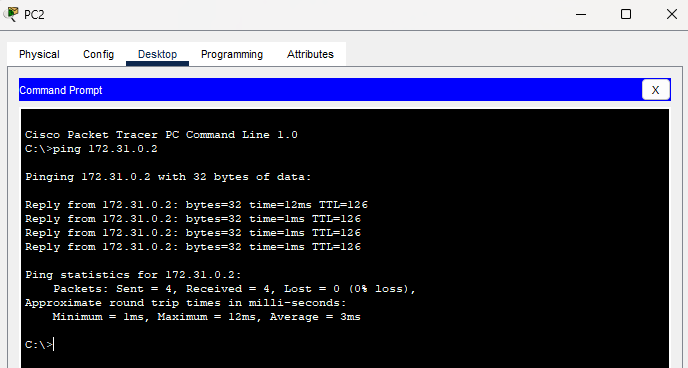 PC2
Physical Config Desktop Programming Attributes
Command Prompt
X
Cisco Packet Tracer PC Command Line 1.0
C:\>ping 172.31.0.2
Pinging 172.31.0.2 with 32 bytes of data:
Reply from 172.31.0.2: bytes=32 time=12ms TTL=126
Reply from 172.31.0.2: bytes=32 time=1ms TTL=126
Reply from 172.31.0.2: bytes=32 time=1ms TTL=126
Reply from 172.31.0.2: bytes=32 time=1ms TTL=126
Ping statistics for 172.31.0.2:
    Packets: Sent = 4, Received = 4, Lost = 0 (0% loss),
Approximate round trip times in milli-seconds:
    Minimum = 1ms, Maximum = 12ms, Average = 3ms
C:\>